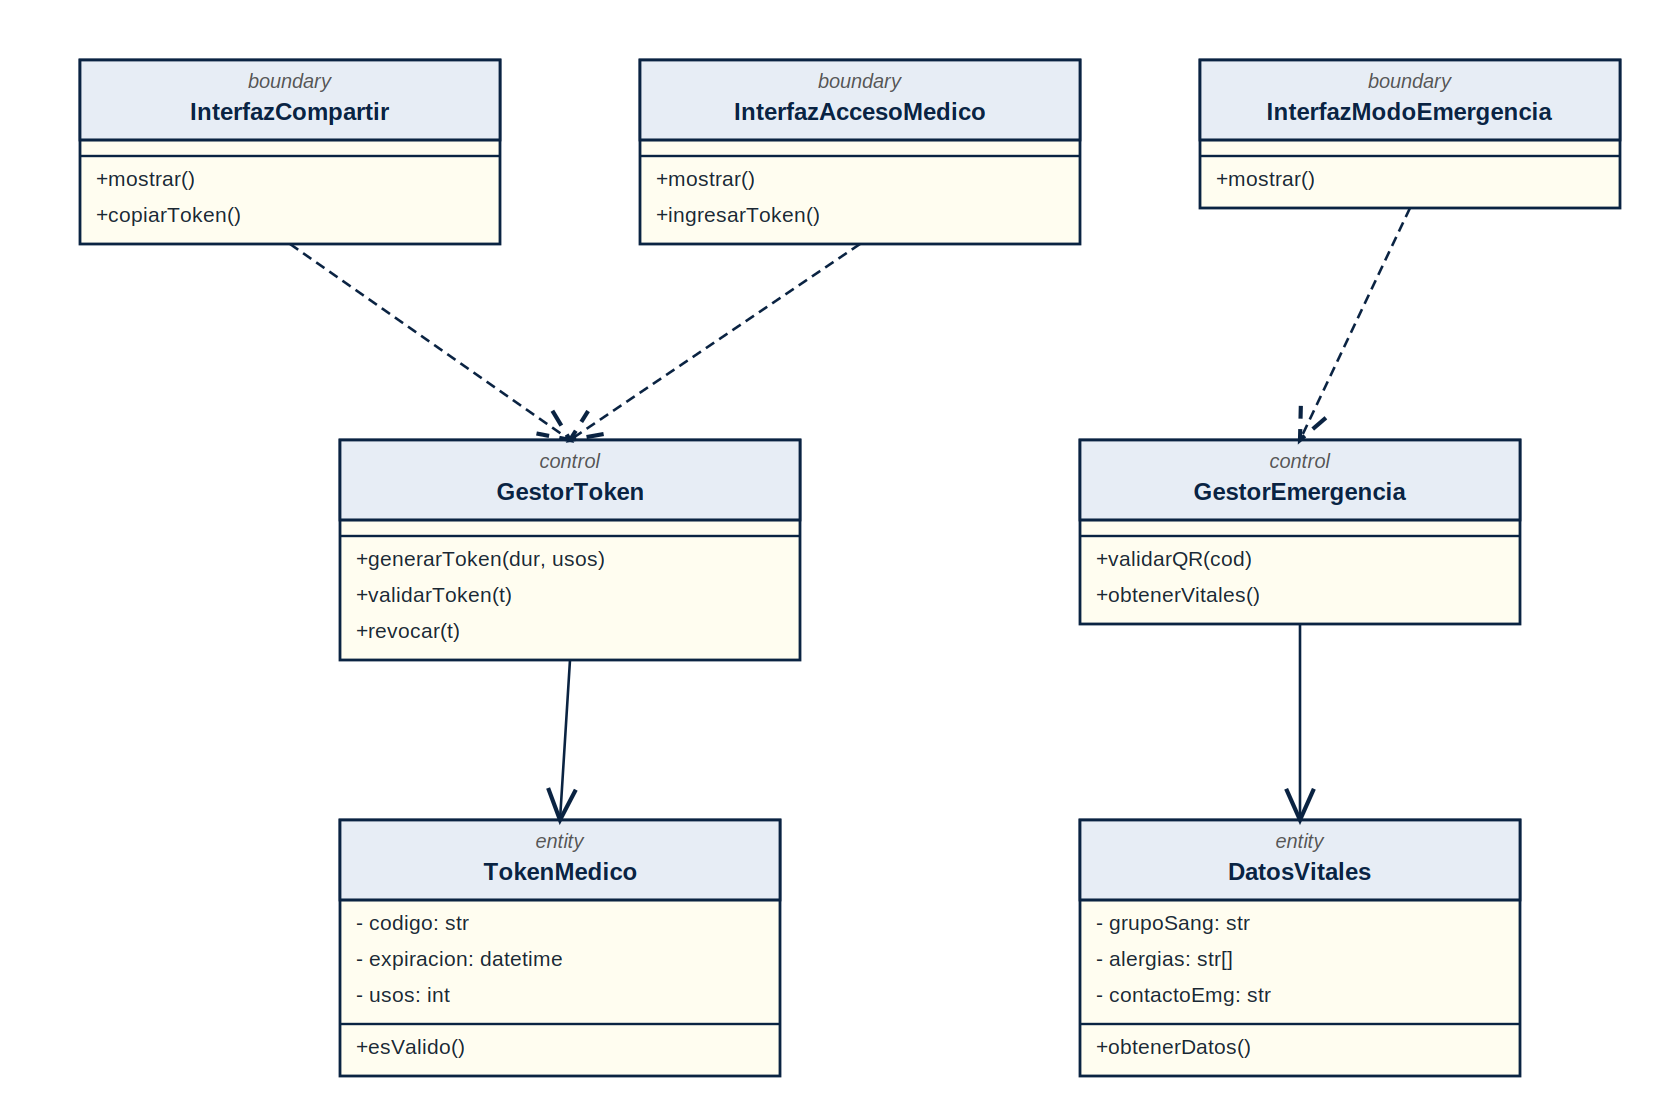 boundary
InterfazCompartir
+mostrar()
+copiarToken()
boundary
InterfazAccesoMedico
+mostrar()
+ingresarToken()
boundary
InterfazModoEmergencia
+mostrar()
control
GestorToken
+generarToken(dur, usos)
+validarToken(t)
+revocar(t)
control
GestorEmergencia
+validarQR(cod)
+obtenerVitales()
entity
TokenMedico
- codigo: str
- expiracion: datetime
- usos: int
+esValido()
entity
DatosVitales
- grupoSang: str
- alergias: str[]
- contactoEmg: str
+obtenerDatos()